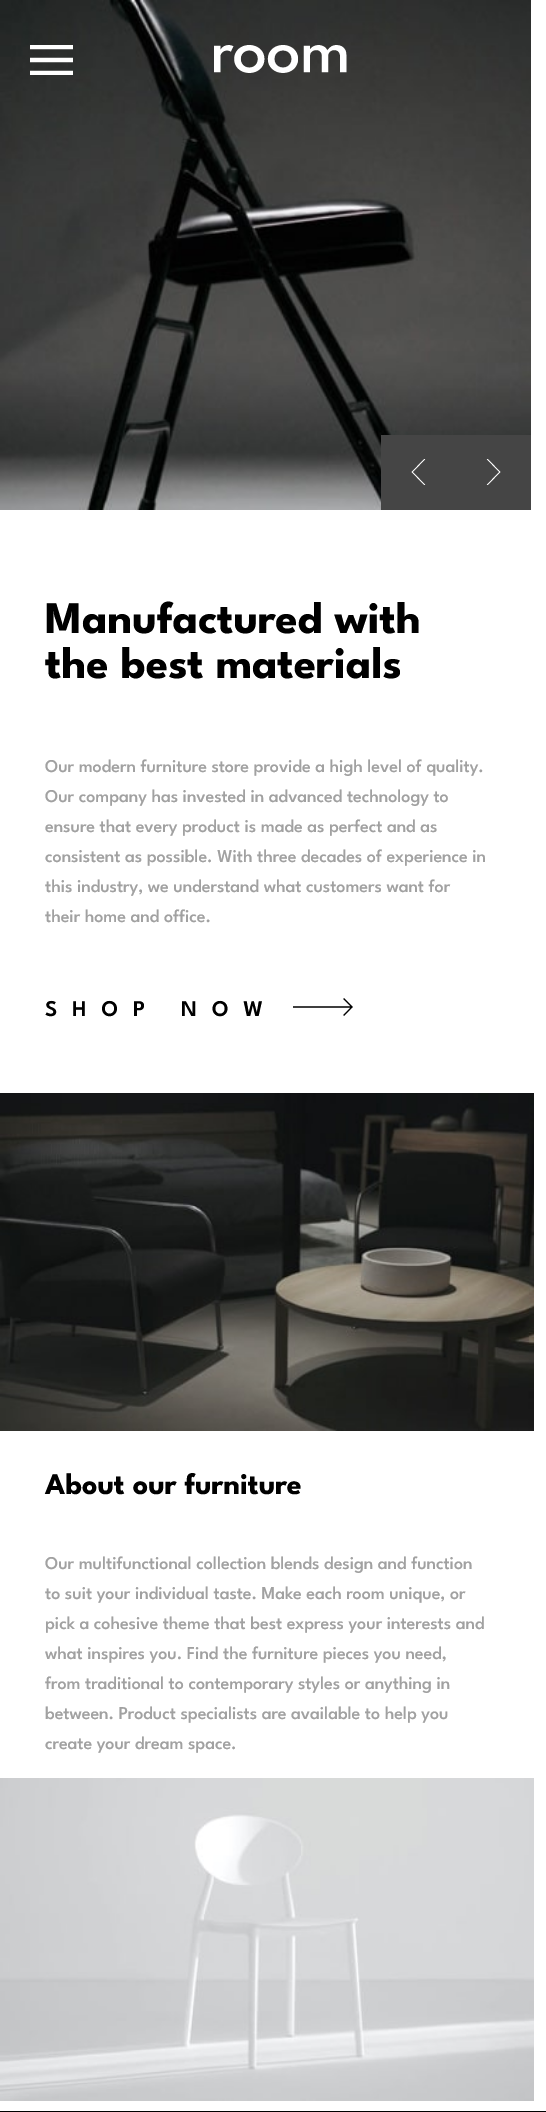 room
Manufactured with
the best materials
Our modern furniture store provide a high level of quality.
Our company has invested in advanced technology to
ensure that every product is made as perfect and as
consistent as possible. With three decades of experience in
this industry, we understand what customers want for
their home and office.
SHOP NOW
About our furniture
Our multifunctional collection blends design and function
to suit your individual taste. Make each room unique, or
pick a cohesive theme that best express your interests and
what inspires you. Find the furniture pieces you need,
from traditional to contemporary styles or anything in
between. Product specialists are available to help you
create your dream space.